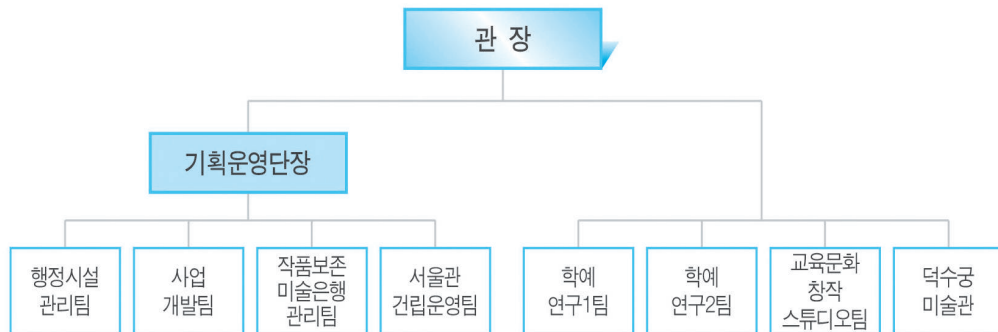 관 장
기획운영단장
행정시설
관리팀
사업
개발팀
작품보존
미술은행
관리팀
서울관
건립운영팀
학예
연구1팀
학예
연구2팀
교육문화
창작
스튜디오팀
덕수궁
미술관